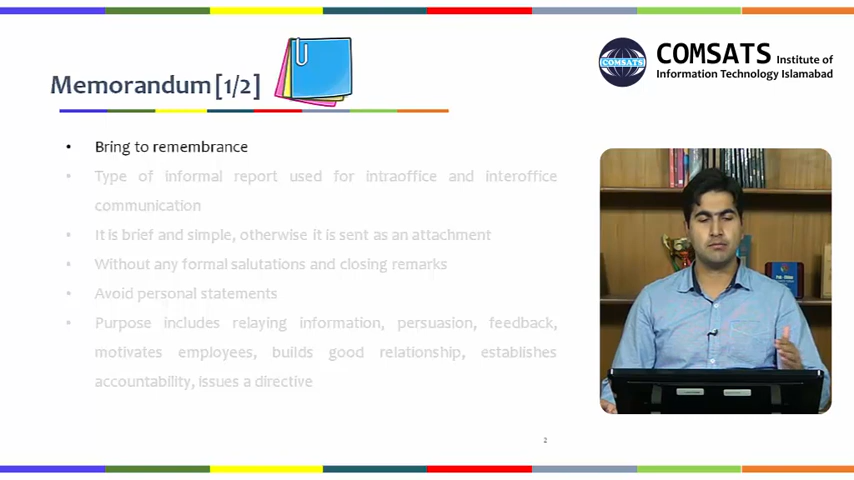 COMSATS Institute of
Information Technology Islamabad
COMSATS
Memorandum[1/2]
• Bring to remembrance
• Type of informal report used for intraoffice and interoffice
communication
• It is brief and simple, otherwise it is sent as an attachment
• Without any formal salutations and closing remarks
• Avoid personal statements
• Purpose includes relaying information, persuasion, feedback,
motivates employees, builds good relationship, establishes
accountability, issues a directive
2